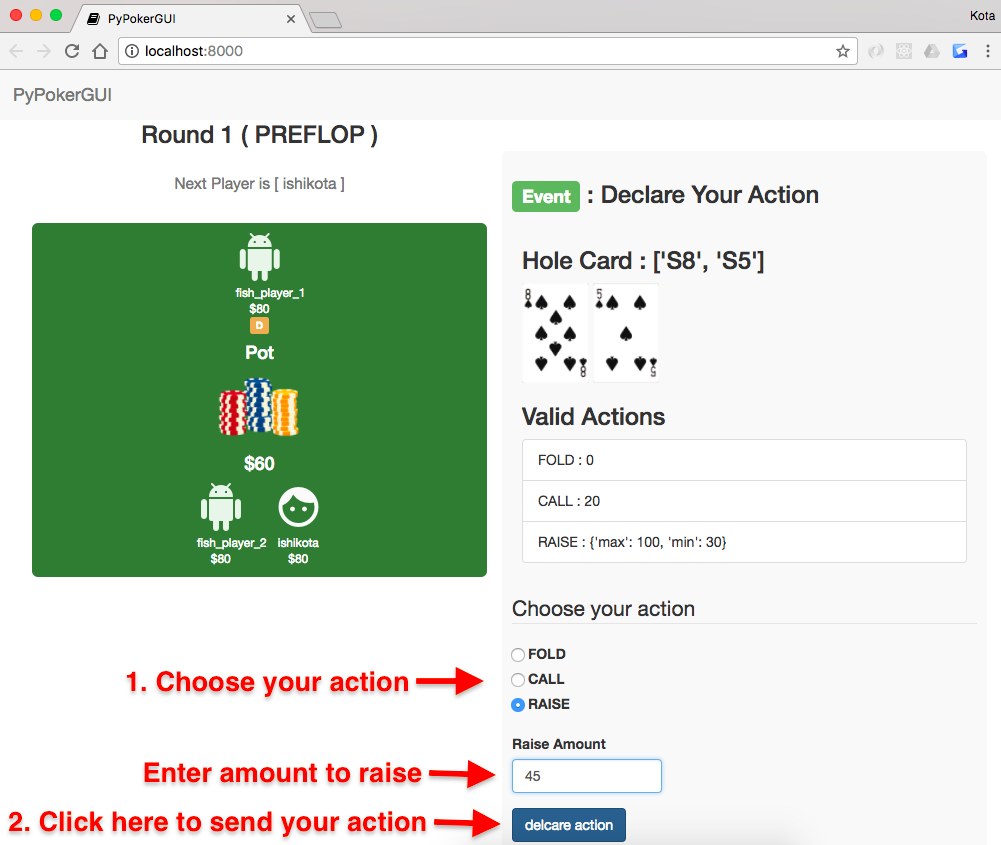 PyPokerGUI
Kota
localhost:8000
PyPokerGUI
Round 1 ( PREFLOP )
Next Player is [ ishikota ]
fish_player_1
$80
D
Pot
$60
fish_player_2
$80
ishikota
$80
Event : Declare Your Action
Hole Card : ['S8', 'S5']
8
8
5
5
Valid Actions
FOLD : 0
CALL : 20
RAISE : {'max': 100, 'min': 30}
Choose your action
FOLD
1. Choose your action
CALL
RAISE
Raise Amount
Enter amount to raise
45
2. Click here to send your action
delcare action